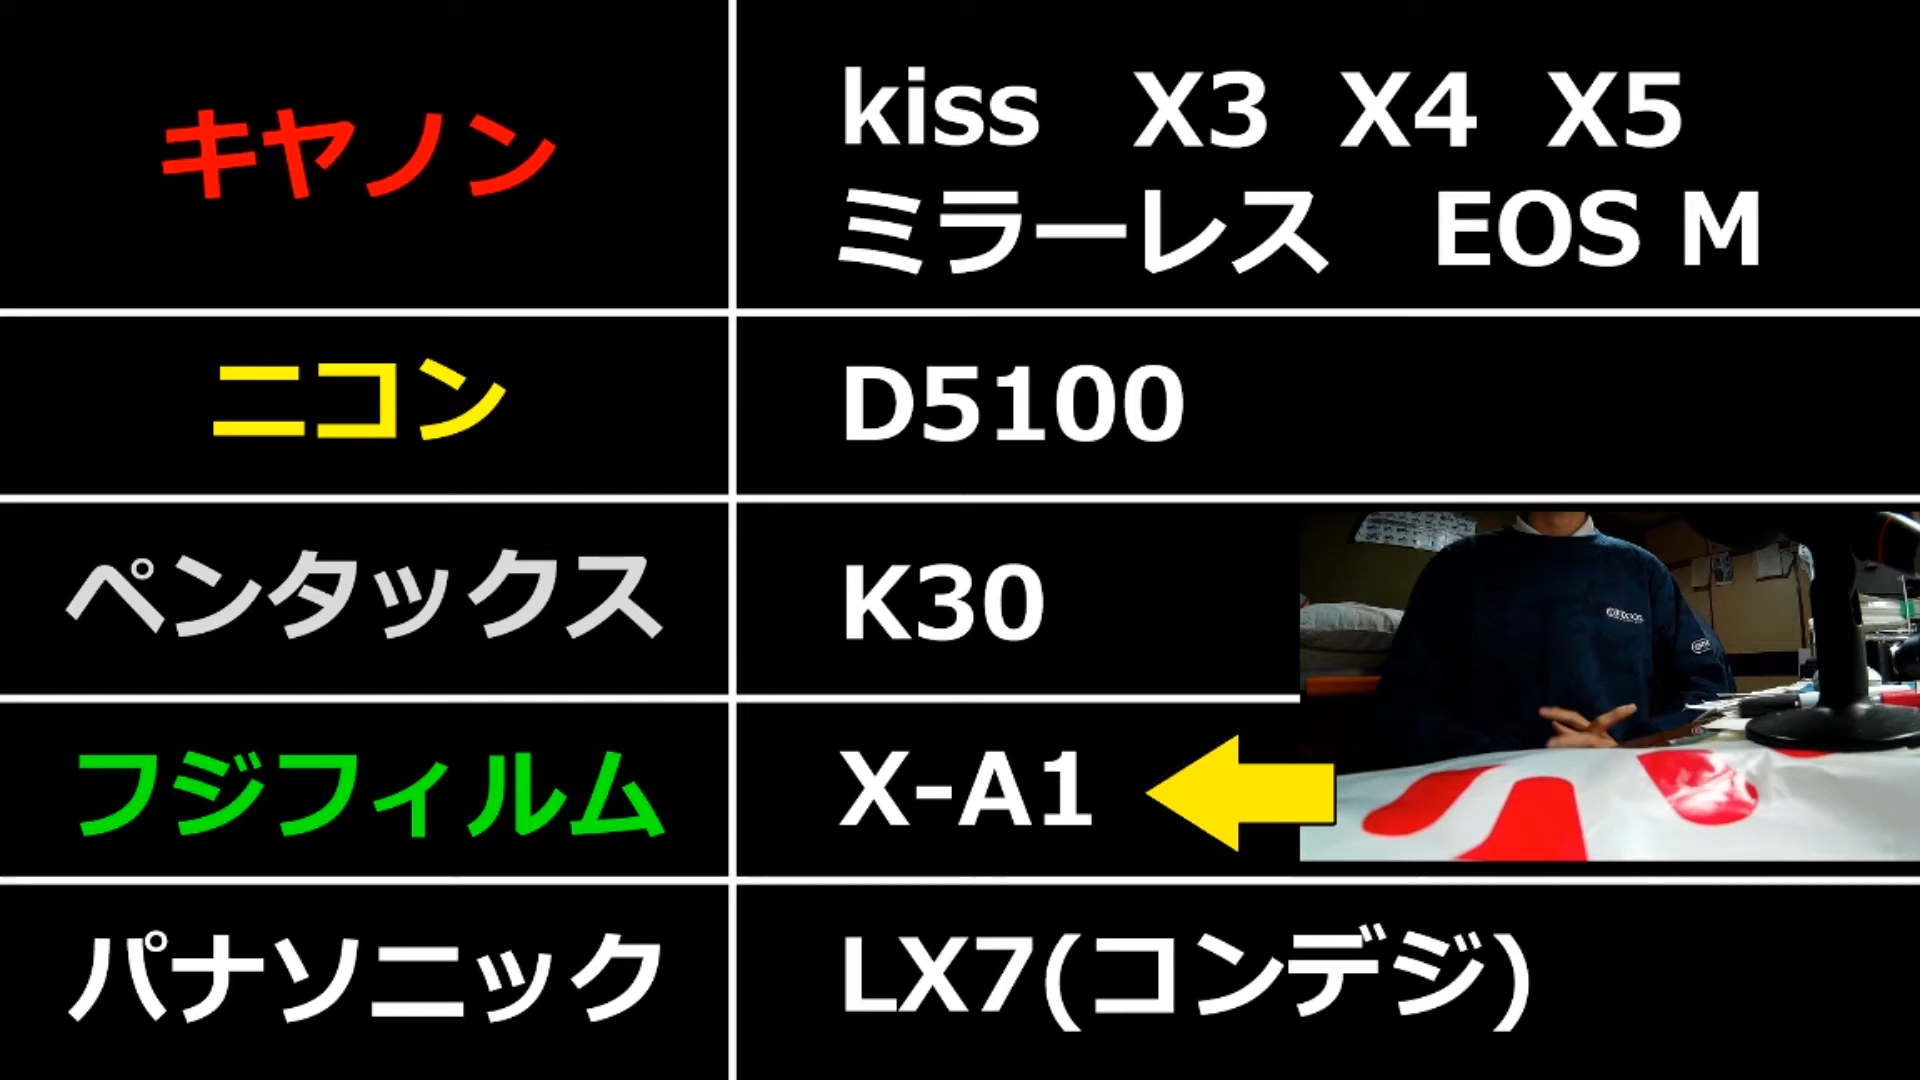 キヤノン
kiss X3 X4 X5
ミラーレス EOS M
ニコン
D5100
ペンタックス
K30
フジフィルム
X-A1
パナソニック
LX7(コンデジ)